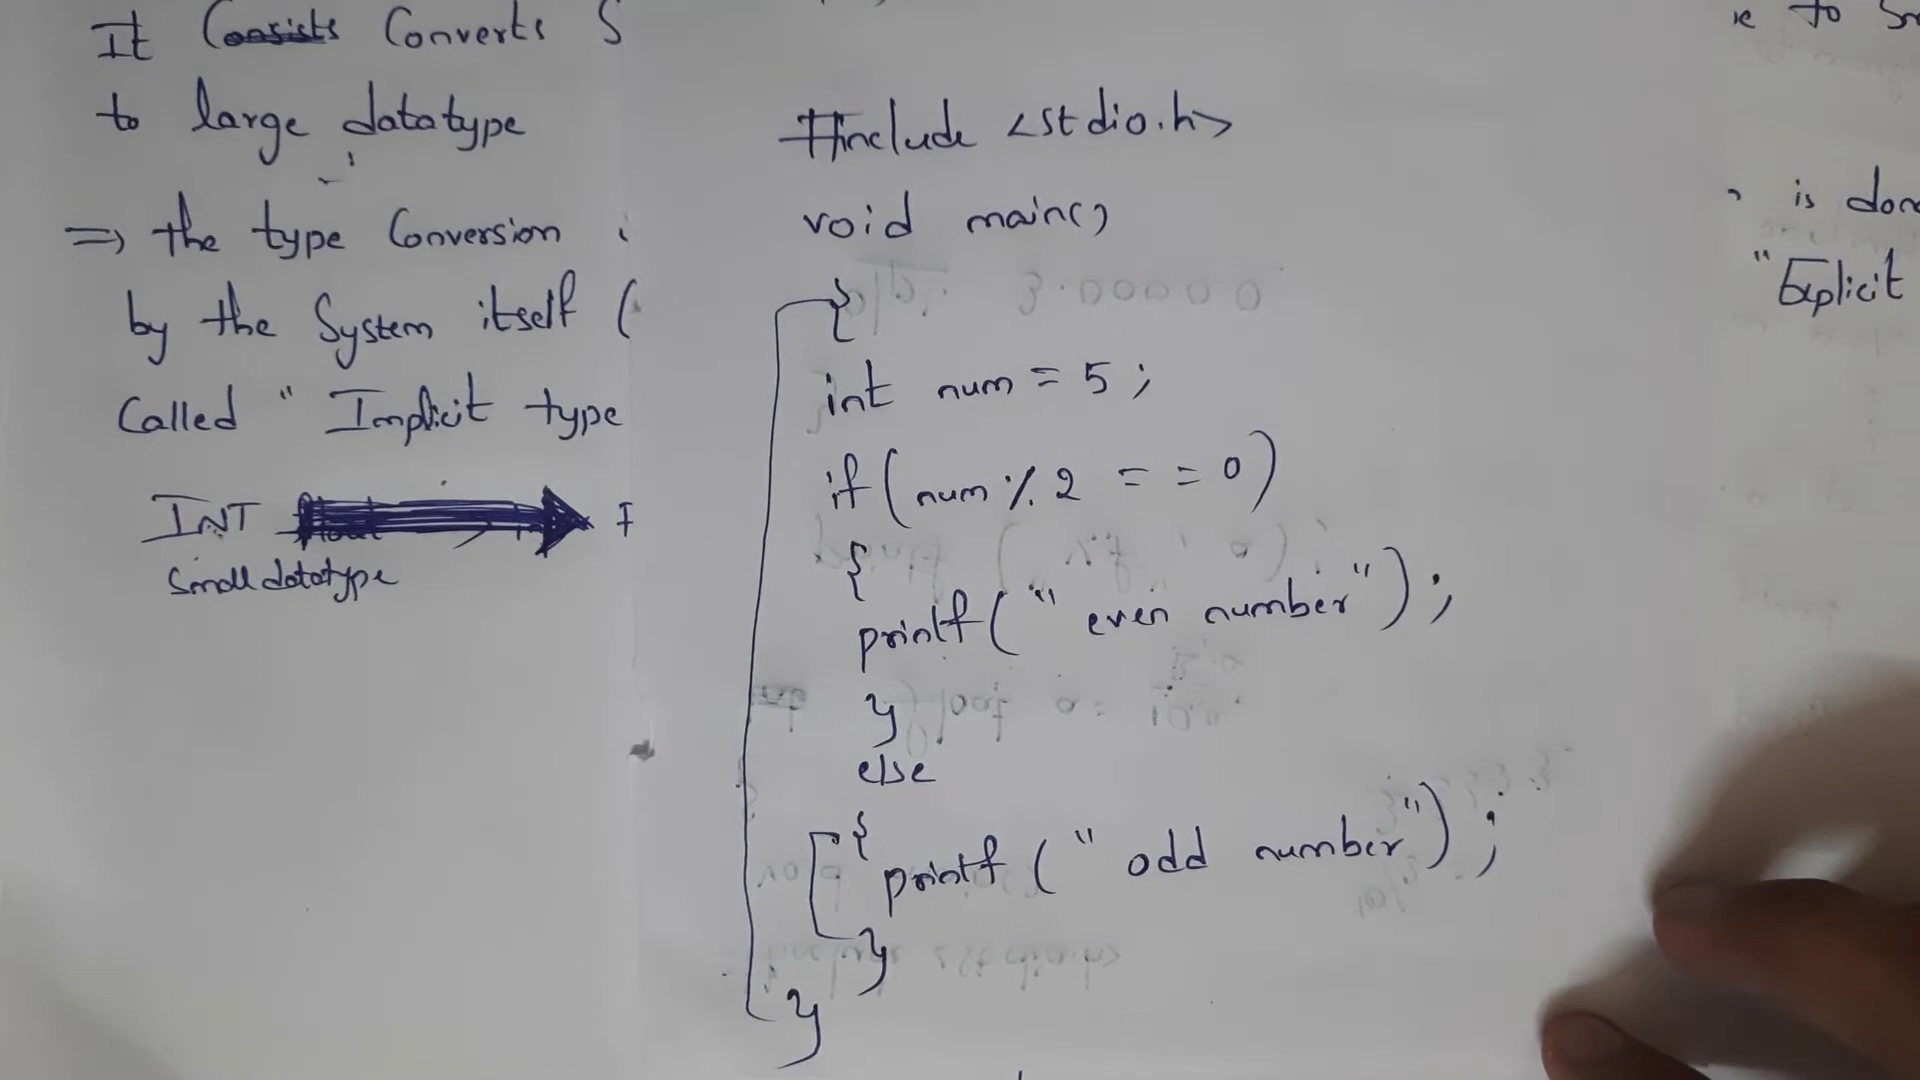 It Consists Converts S
to large datatype
=> the type Conversion
by the System itself (
Called " Implicit type
INT
Small datatype
#include <stdio.h>
void main()
{
int num = 5;
if (num % 2 = = 0)
{
printf(" even number");
}
else
{ printf (" odd number");
}
}
to
is don
"Explicit